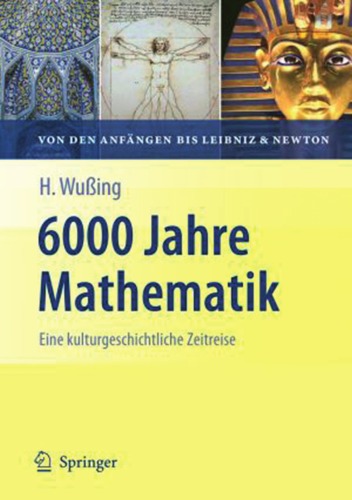 VON DEN ANFÄNGEN BIS LEIBNIZ & NEWTON
H. Wußing
6000 Jahre
Mathematik
Eine kulturgeschichtliche Zeitreise
Springer